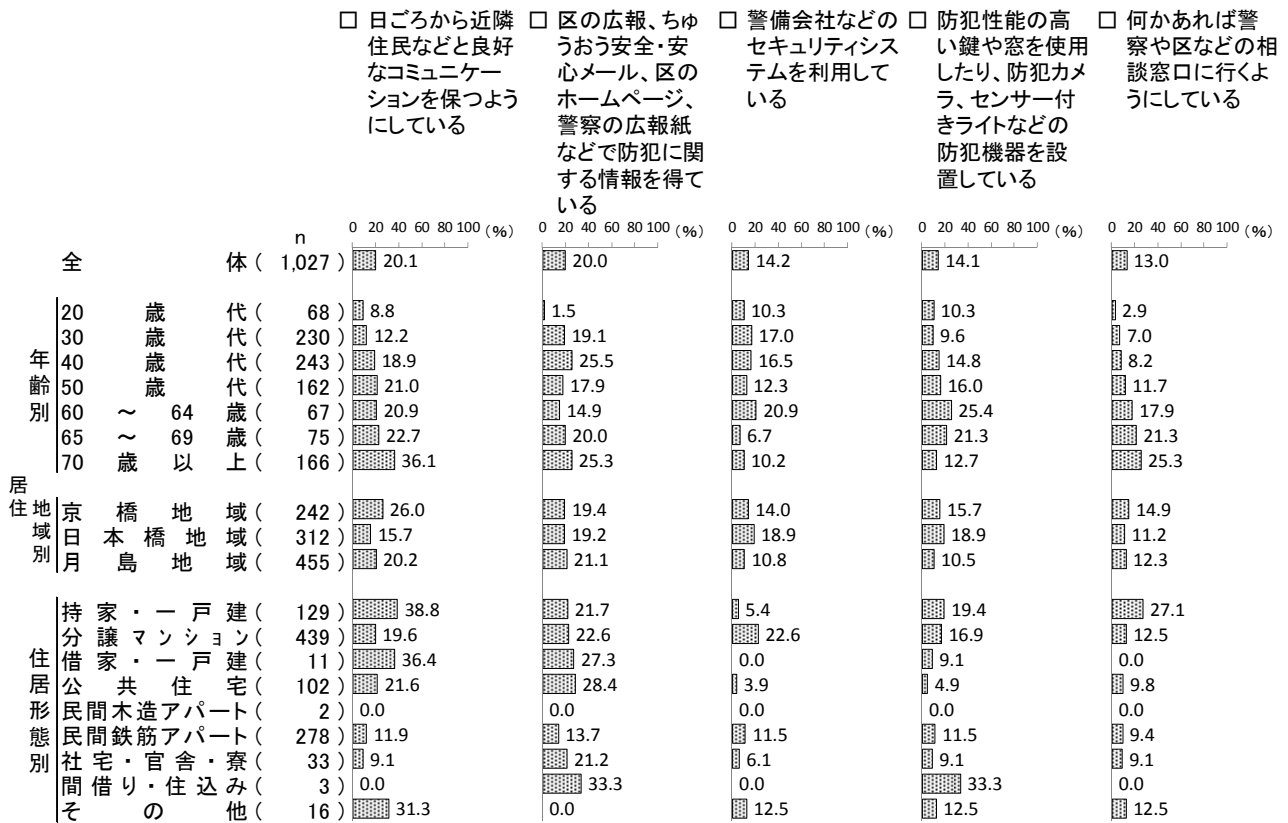 □ 日ごろから近隣住民などと良好なコミュニケーションを保つようにしている
□ 区の広報、ちゅうおう安全・安心メール、区のホームページ、警察の広報紙などで防犯に関する情報を得ている
□ 警備会社などのセキュリティシステムを利用している
□ 防犯性能の高い鍵や窓を使用したり、防犯カメラ、センサー付きライトなどの防犯機器を設置している
□ 何かあれば警察や区などの相談窓口に行くようにしている
0 20 40 60 80 100 (%) 0 20 40 60 80 100 (%) 0 20 40 60 80 100 (%) 0 20 40 60 80 100 (%) 0 20 40 60 80 100 (%)
n
全体( 1,027 ) 20.1 20.0 14.2 14.1 13.0
年齢別
20歳代( 68 ) 8.8 1.5 10.3 10.3 2.9
30歳代( 230 ) 12.2 19.1 17.0 9.6 7.0
40歳代( 243 ) 18.9 25.5 16.5 14.8 8.2
50歳代( 162 ) 21.0 17.9 12.3 16.0 11.7
60～64歳( 67 ) 20.9 14.9 20.9 25.4 17.9
65～69歳( 75 ) 22.7 20.0 6.7 21.3 21.3
70歳以上( 166 ) 36.1 25.3 10.2 12.7 25.3
居住地域別
京橋地域( 242 ) 26.0 19.4 14.0 15.7 14.9
日本橋地域( 312 ) 15.7 19.2 18.9 18.9 11.2
月島地域( 455 ) 20.2 21.1 10.8 10.5 12.3
住居形態別
持家・一戸建( 129 ) 38.8 21.7 5.4 19.4 27.1
分譲マンション( 439 ) 19.6 22.6 22.6 16.9 12.5
借家・一戸建( 11 ) 36.4 27.3 0.0 9.1 0.0
公共住宅( 102 ) 21.6 28.4 3.9 4.9 9.8
民間木造アパート( 2 ) 0.0 0.0 0.0 0.0 0.0
民間鉄筋アパート( 278 ) 11.9 13.7 11.5 11.5 9.4
社宅・官舎・寮( 33 ) 9.1 21.2 6.1 9.1 9.1
間借り・住込み( 3 ) 0.0 33.3 0.0 33.3 0.0
その他( 16 ) 31.3 0.0 12.5 12.5 12.5